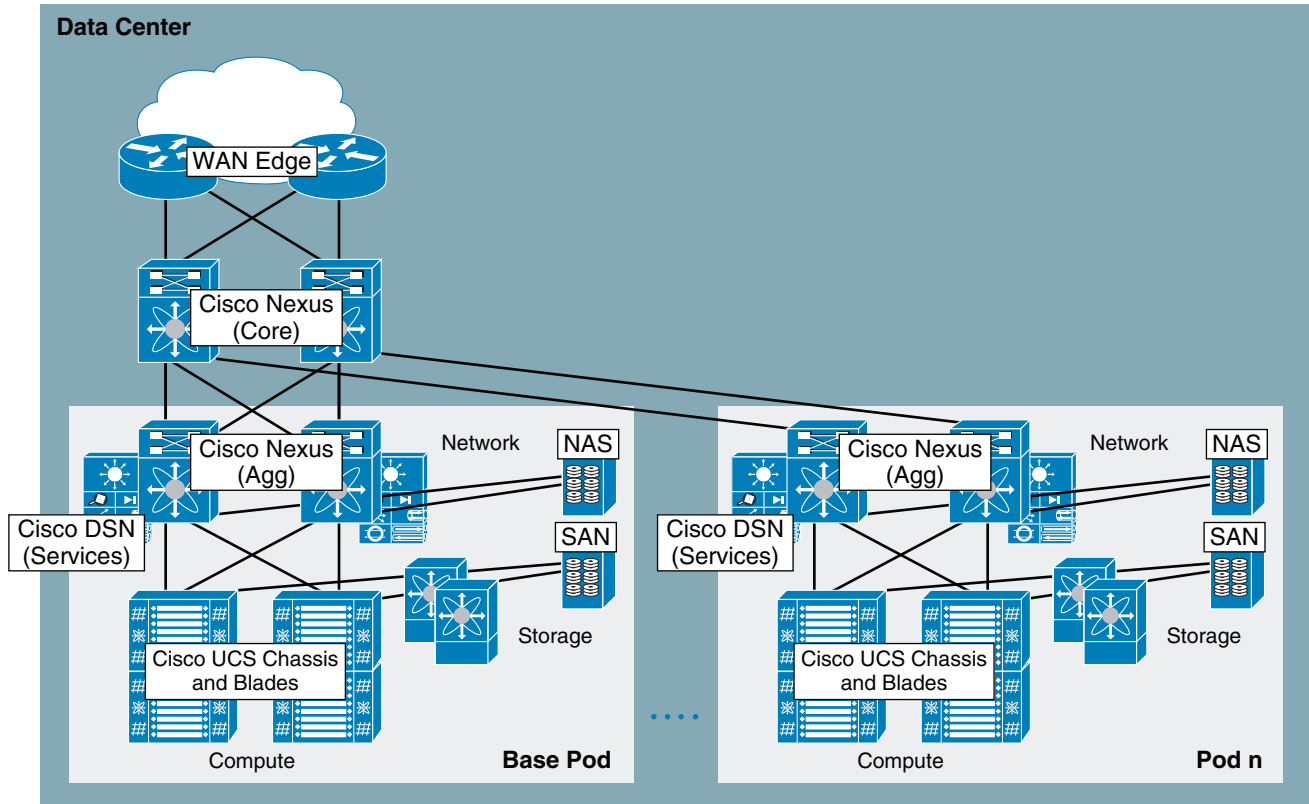 Data Center
WAN Edge
Cisco Nexus
(Core)
Cisco Nexus
(Agg)
Network
NAS
Cisco DSN
(Services)
SAN
Storage
Cisco UCS Chassis
and Blades
Compute
Base Pod
....
Cisco Nexus
(Agg)
Network
NAS
Cisco DSN
(Services)
SAN
Storage
Cisco UCS Chassis
and Blades
Compute
Pod n